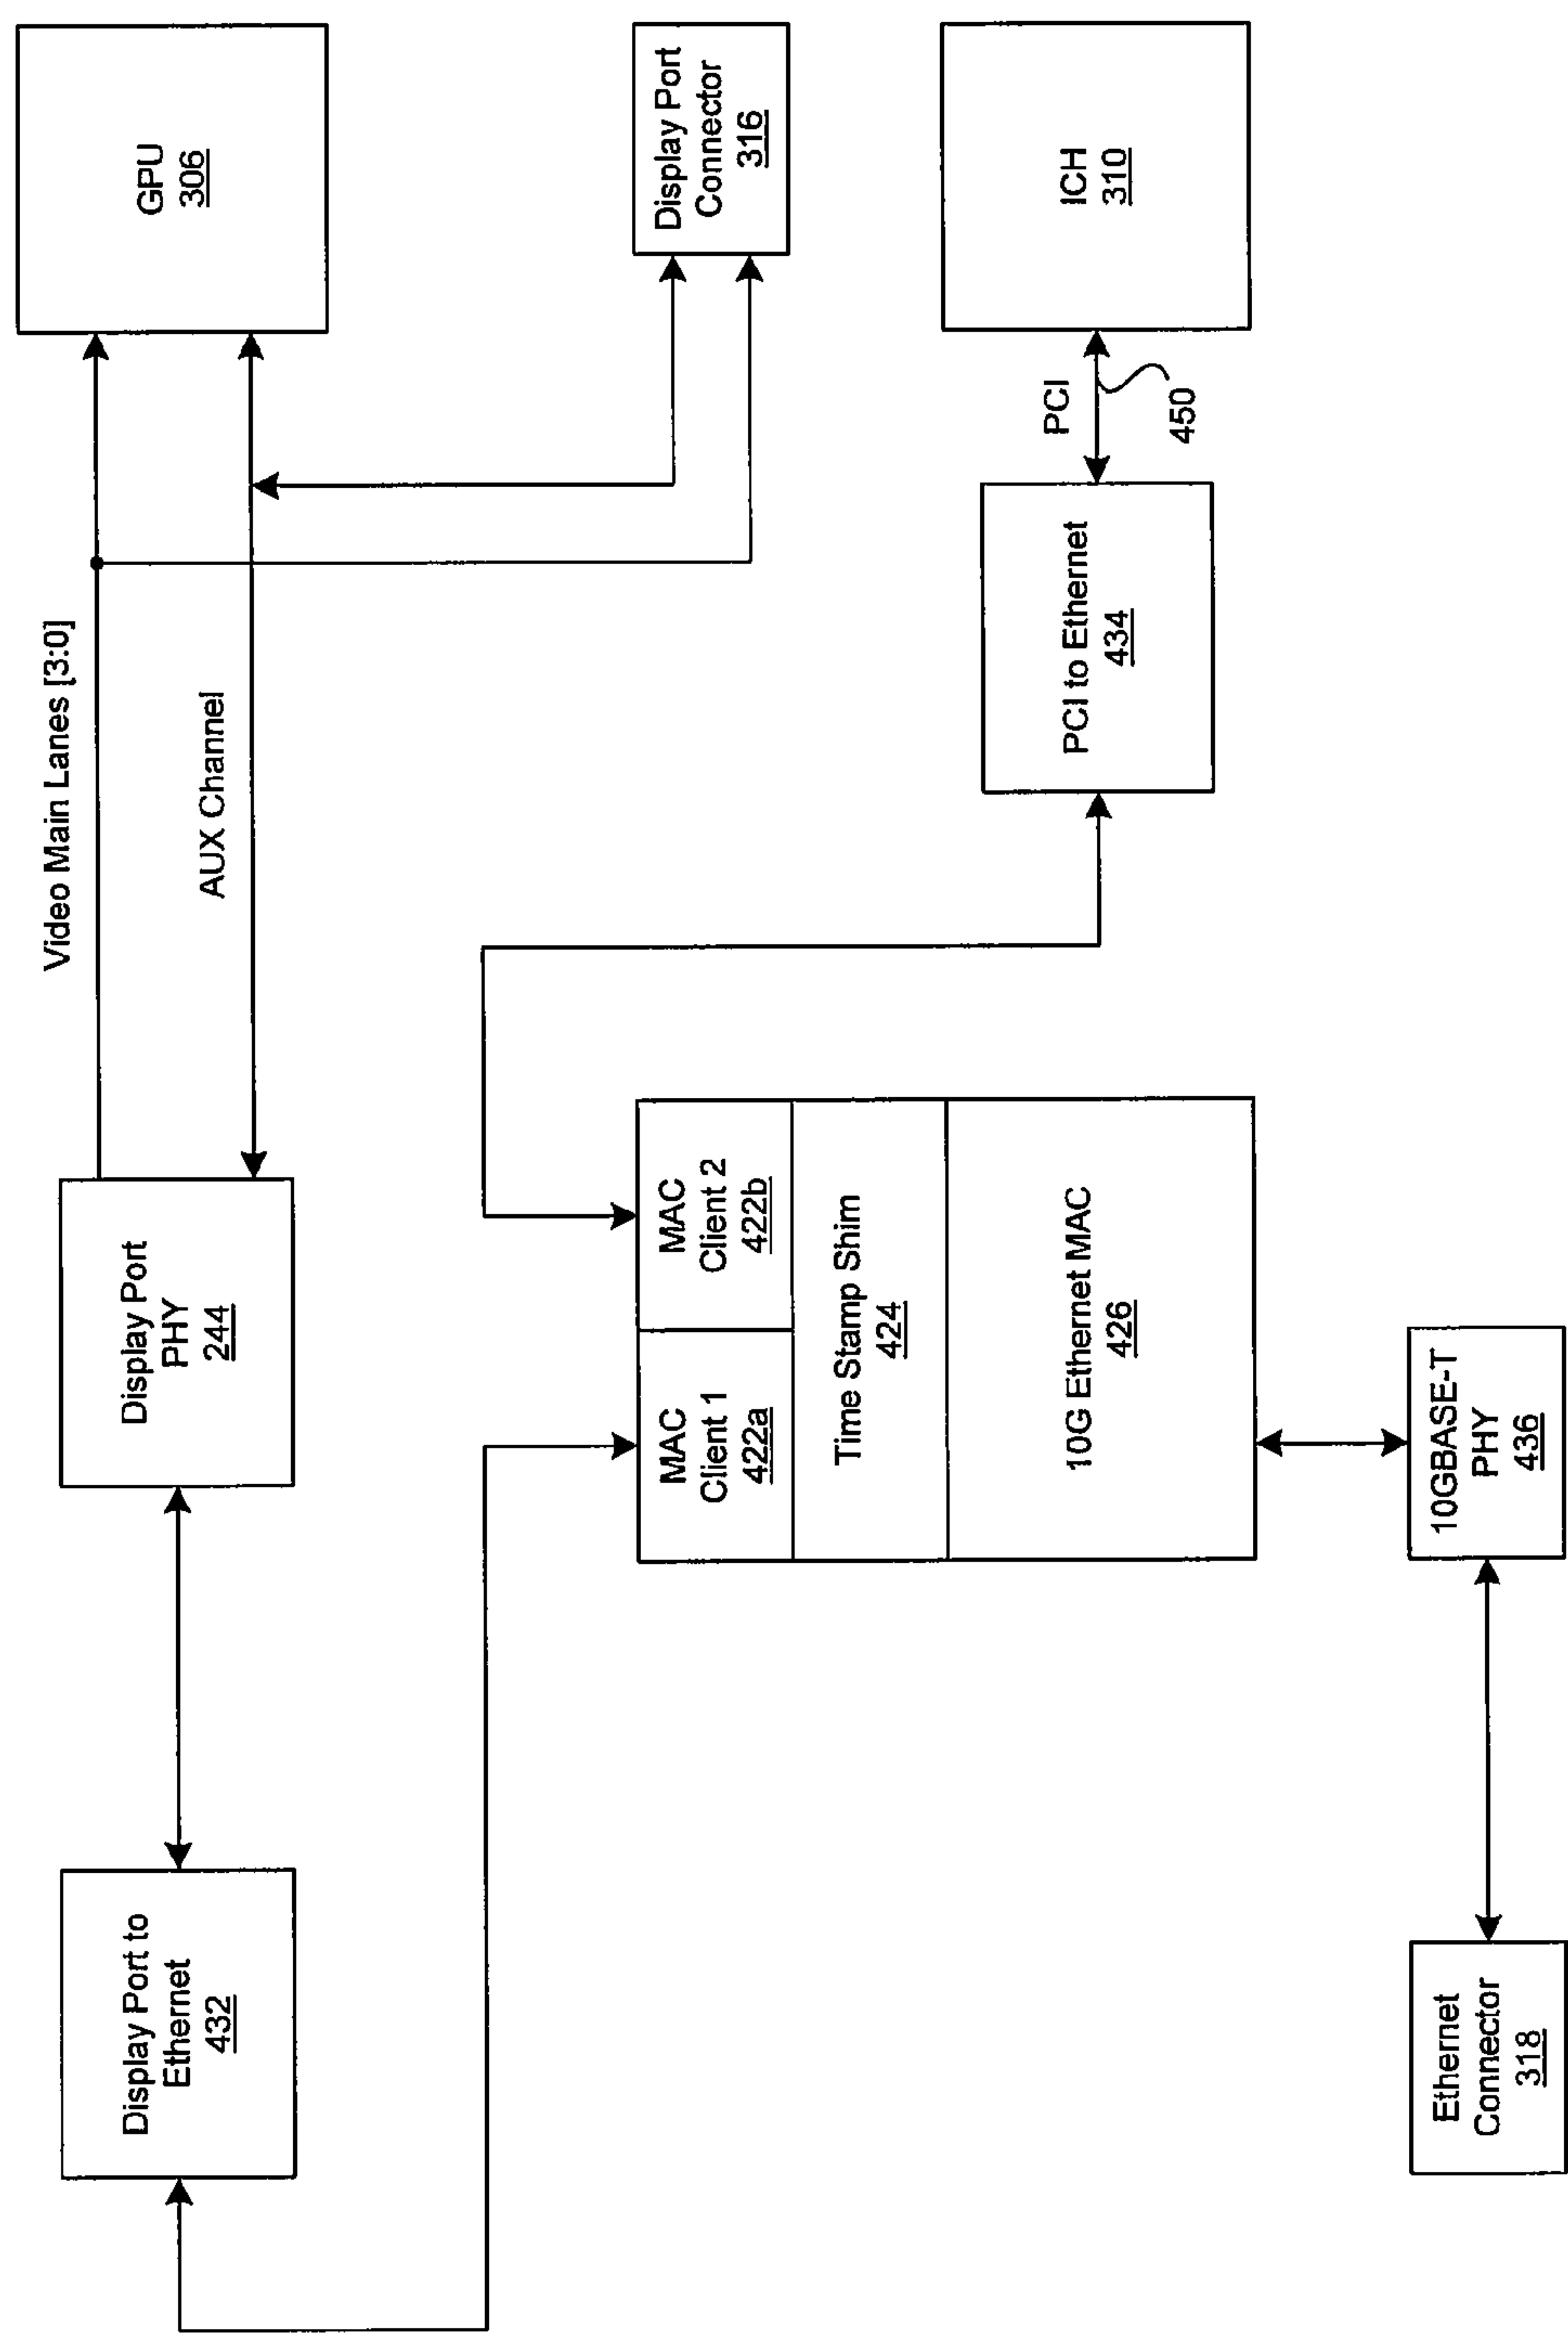 Display Port to
Ethernet
432
Display Port
PHY
244
Video Main Lanes [3:0]
AUX Channel
GPU
306
Display Port
Connector
316
MAC
Client 1
422a
MAC
Client 2
422b
Time Stamp Shim
424
10G Ethernet MAC
426
PCI to Ethernet
434
PCI
450
ICH
310
Ethernet
Connector
318
10GBASE-T
PHY
436